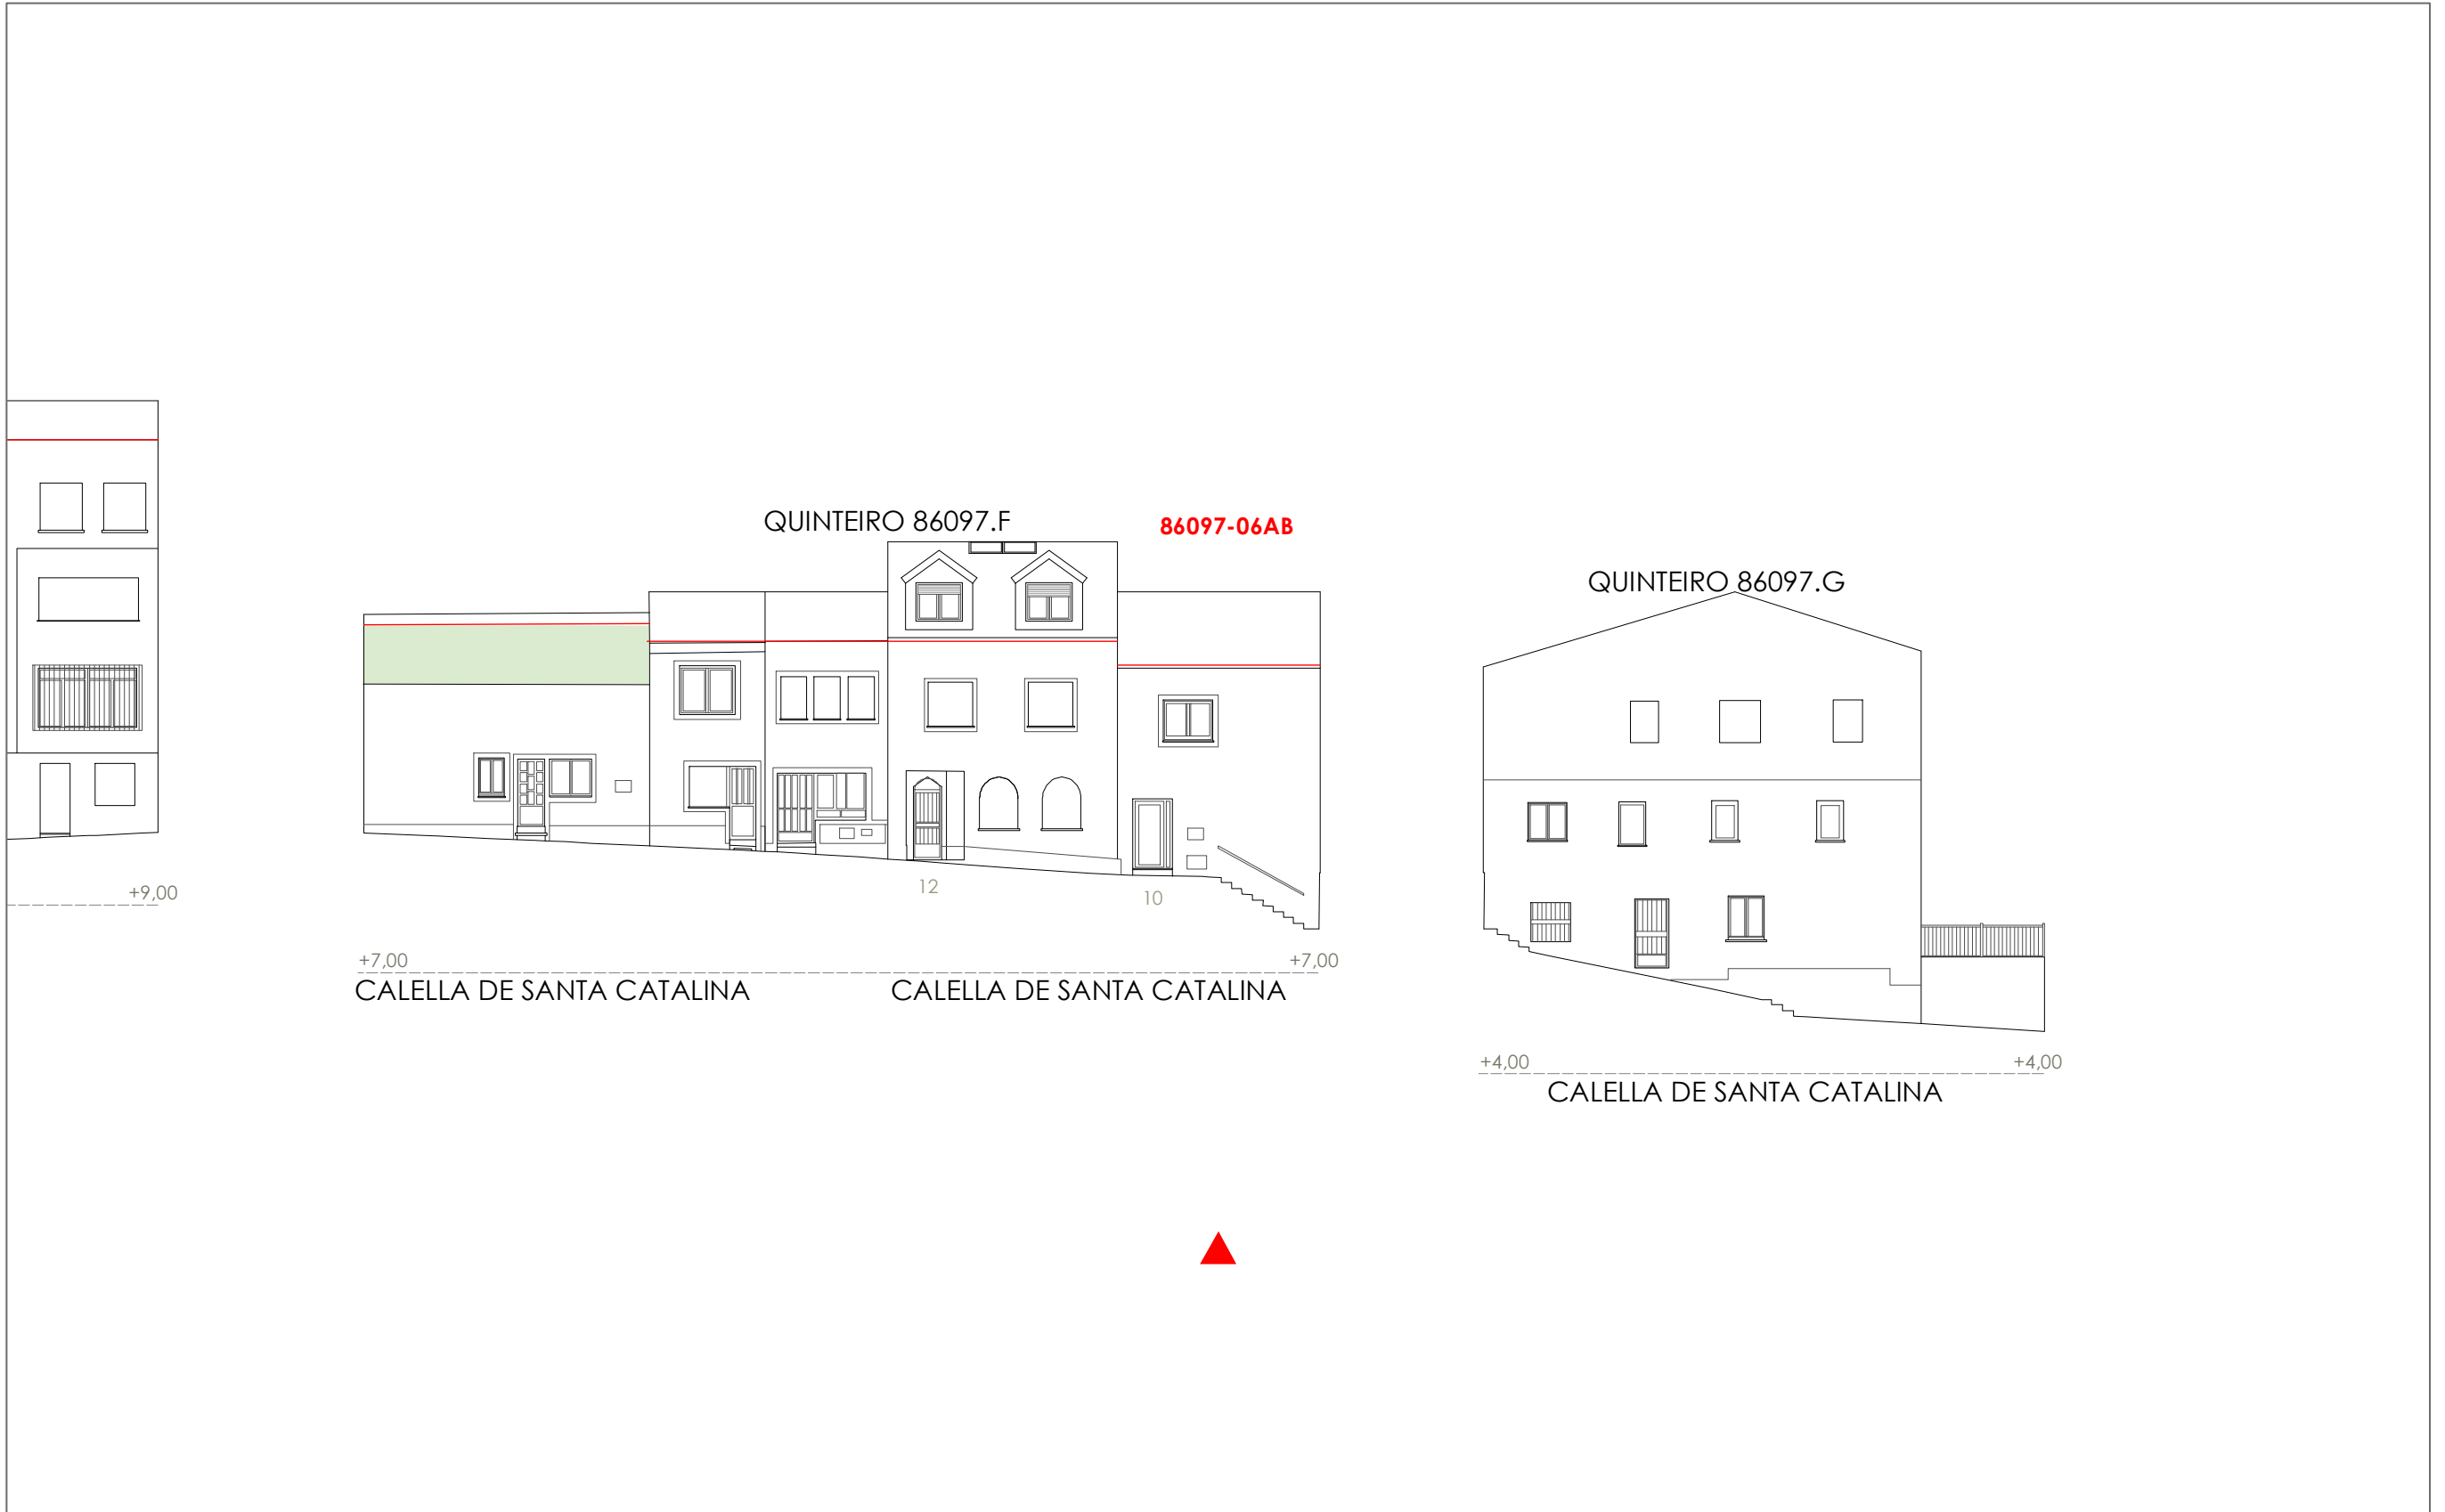 QUINTEIRO 86097.F
86097-06AB
QUINTEIRO 86097.G
12
10
+9,00
+7,00
+7,00
CALELLA DE SANTA CATALINA
CALELLA DE SANTA CATALINA
+4,00
+4,00
CALELLA DE SANTA CATALINA